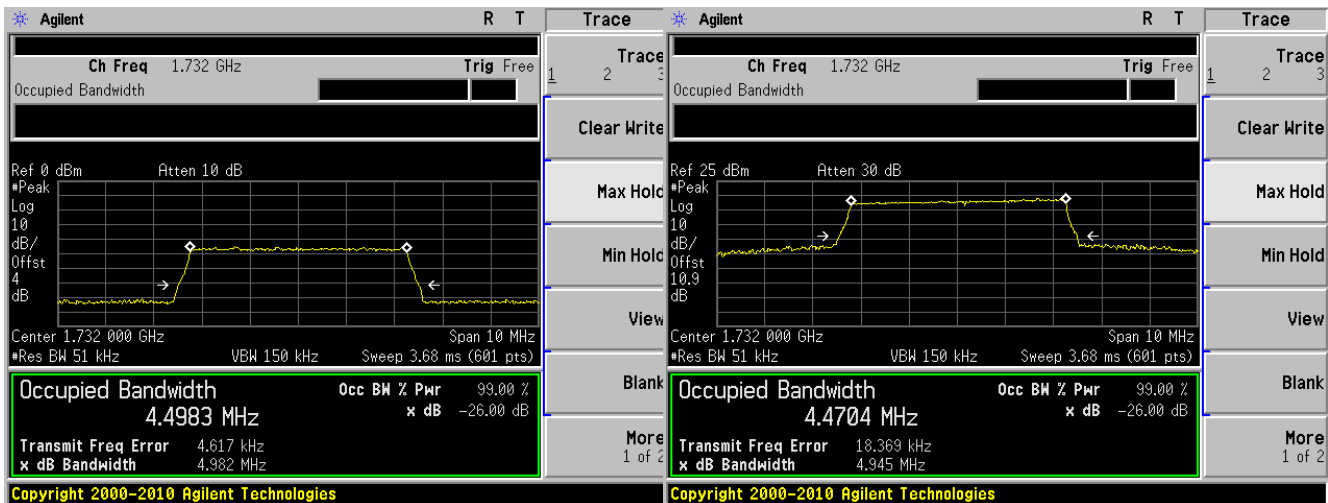 Agilent R T Trace
Ch Freq 1.732 GHz Trig Free
Occupied Bandwidth
Trace
1 2 3
Clear Write
Max Hold
Min Hold
View
Blank
More
1 of 2
Ref 0 dBm Atten 10 dB
#Peak
Log
10
dB/
Offst
4
dB
Center 1.732 000 GHz Span 10 MHz
#Res BW 51 kHz VBW 150 kHz Sweep 3.68 ms (601 pts)
Occupied Bandwidth Occ BW % Pwr 99.00 %
4.4983 MHz x dB -26.00 dB
Transmit Freq Error 4.617 kHz
x dB Bandwidth 4.982 MHz
Copyright 2000-2010 Agilent Technologies
Agilent R T Trace
Ch Freq 1.732 GHz Trig Free
Occupied Bandwidth
Trace
1 2 3
Clear Write
Max Hold
Min Hold
View
Blank
More
1 of 2
Ref 25 dBm Atten 30 dB
#Peak
Log
10
dB/
Offst
10.9
dB
Center 1.732 000 GHz Span 10 MHz
#Res BW 51 kHz VBW 150 kHz Sweep 3.68 ms (601 pts)
Occupied Bandwidth Occ BW % Pwr 99.00 %
4.4704 MHz x dB -26.00 dB
Transmit Freq Error 18.369 kHz
x dB Bandwidth 4.945 MHz
Copyright 2000-2010 Agilent Technologies